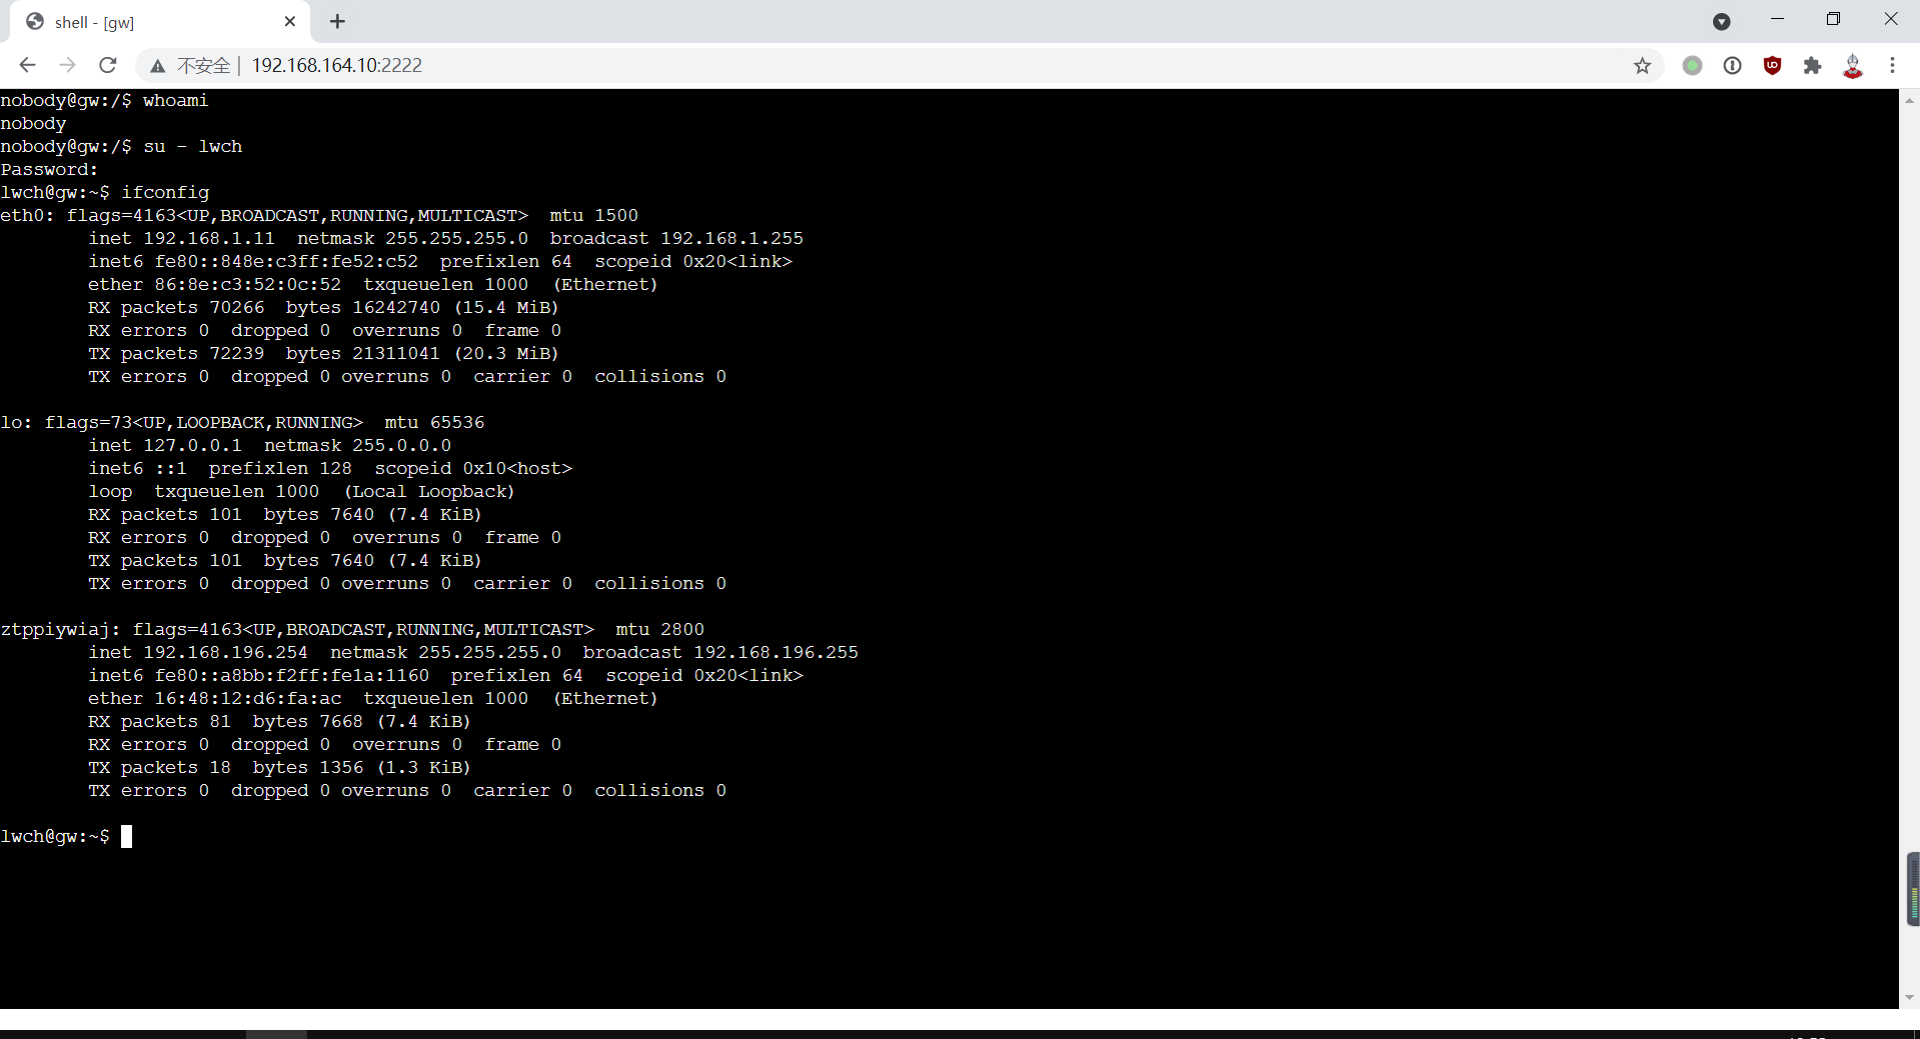 shell - [gw]
不安全 | 192.168.164.10:2222
nobody@gw:/$ whoami
nobody
nobody@gw:/$ su - lwch
Password:
lwch@gw:~$ ifconfig
eth0: flags=4163<UP,BROADCAST,RUNNING,MULTICAST>  mtu 1500
        inet 192.168.1.11  netmask 255.255.255.0  broadcast 192.168.1.255
        inet6 fe80::848e:c3ff:fe52:c52  prefixlen 64  scopeid 0x20<link>
        ether 86:8e:c3:52:0c:52  txqueuelen 1000  (Ethernet)
        RX packets 70266  bytes 16242740 (15.4 MiB)
        RX errors 0  dropped 0  overruns 0  frame 0
        TX packets 72239  bytes 21311041 (20.3 MiB)
        TX errors 0  dropped 0 overruns 0  carrier 0  collisions 0
lo: flags=73<UP,LOOPBACK,RUNNING>  mtu 65536
        inet 127.0.0.1  netmask 255.0.0.0
        inet6 ::1  prefixlen 128  scopeid 0x10<host>
        loop  txqueuelen 1000  (Local Loopback)
        RX packets 101  bytes 7640 (7.4 KiB)
        RX errors 0  dropped 0  overruns 0  frame 0
        TX packets 101  bytes 7640 (7.4 KiB)
        TX errors 0  dropped 0 overruns 0  carrier 0  collisions 0
ztppiywiaj: flags=4163<UP,BROADCAST,RUNNING,MULTICAST>  mtu 2800
        inet 192.168.196.254  netmask 255.255.255.0  broadcast 192.168.196.255
        inet6 fe80::a8bb:f2ff:fe1a:1160  prefixlen 64  scopeid 0x20<link>
        ether 16:48:12:d6:fa:ac  txqueuelen 1000  (Ethernet)
        RX packets 81  bytes 7668 (7.4 KiB)
        RX errors 0  dropped 0  overruns 0  frame 0
        TX packets 18  bytes 1356 (1.3 KiB)
        TX errors 0  dropped 0 overruns 0  carrier 0  collisions 0
lwch@gw:~$